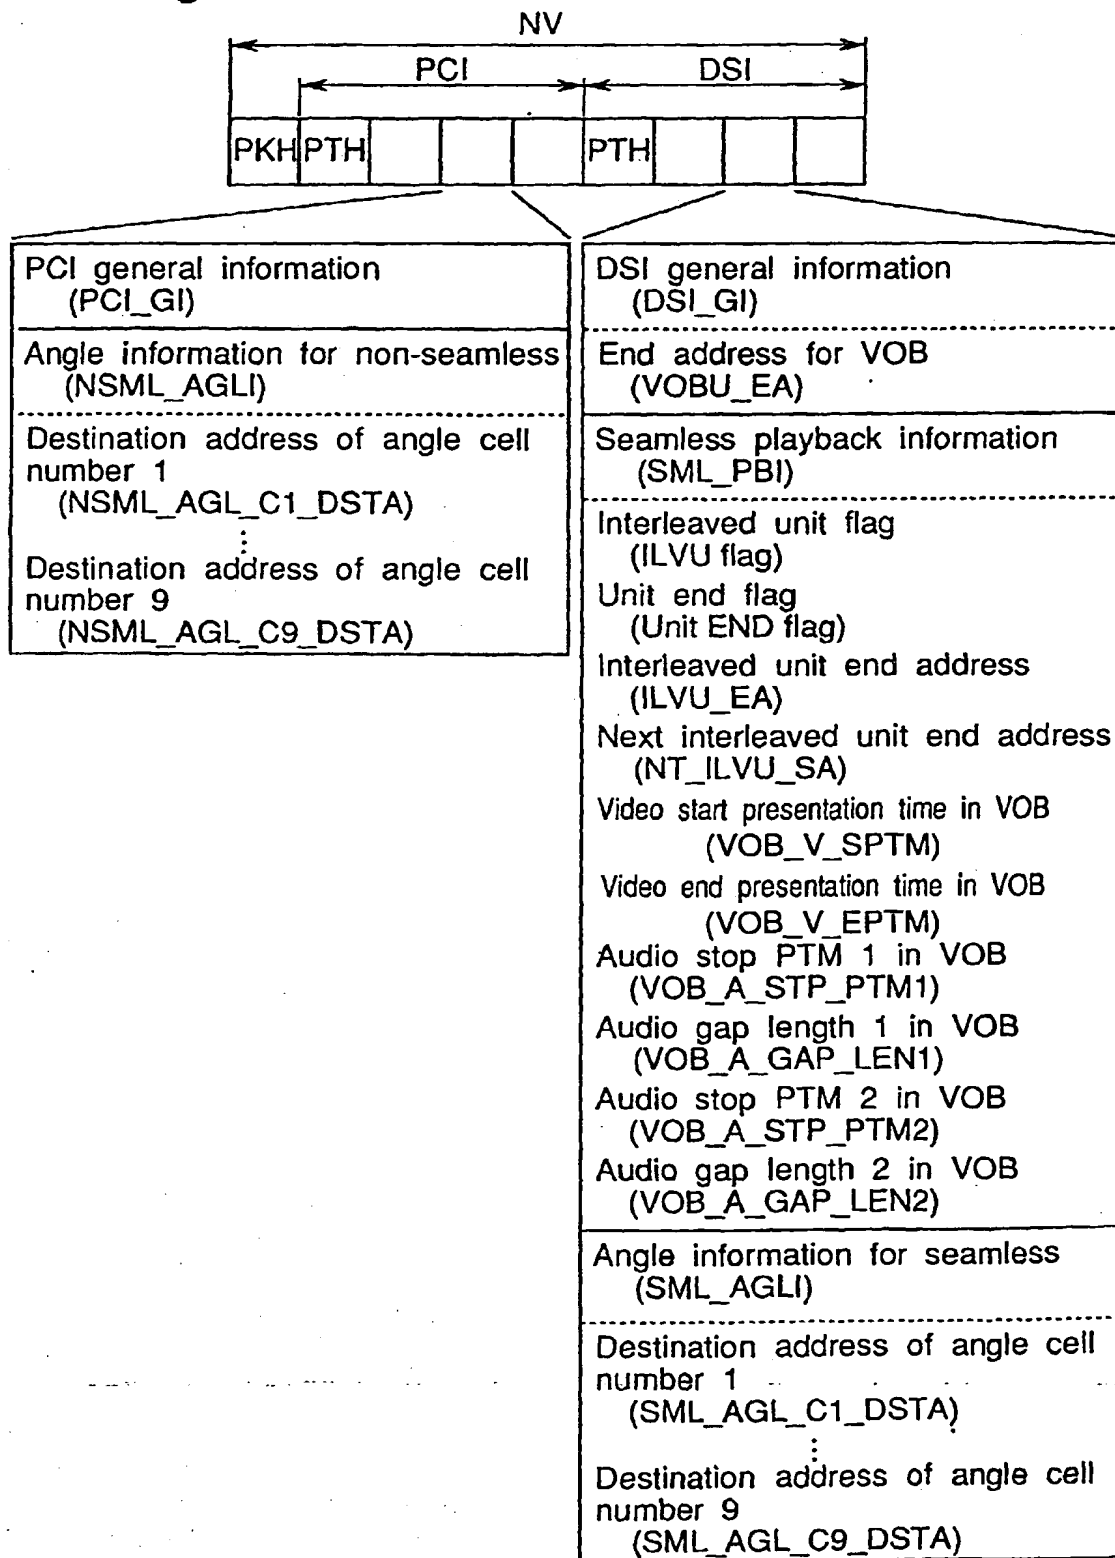 NV
PCI DSI
PKH PTH PTH
PCI general information
(PCI_GI)
Angle information for non-seamless
(NSML_AGLI)
Destination address of angle cell
number 1
(NSML_AGL_C1_DSTA)
⋮
Destination address of angle cell
number 9
(NSML_AGL_C9_DSTA)
DSI general information
(DSI_GI)
End address for VOB
(VOBU_EA)
Seamless playback information
(SML_PBI)
Interleaved unit flag
(ILVU flag)
Unit end flag
(Unit END flag)
Interleaved unit end address
(ILVU_EA)
Next interleaved unit end address
(NT_ILVU_SA)
Video start presentation time in VOB
(VOB_V_SPTM)
Video end presentation time in VOB
(VOB_V_EPTM)
Audio stop PTM 1 in VOB
(VOB_A_STP_PTM1)
Audio gap length 1 in VOB
(VOB_A_GAP_LEN1)
Audio stop PTM 2 in VOB
(VOB_A_STP_PTM2)
Audio gap length 2 in VOB
(VOB_A_GAP_LEN2)
Angle information for seamless
(SML_AGLI)
Destination address of angle cell
number 1
(SML_AGL_C1_DSTA)
⋮
Destination address of angle cell
number 9
(SML_AGL_C9_DSTA)